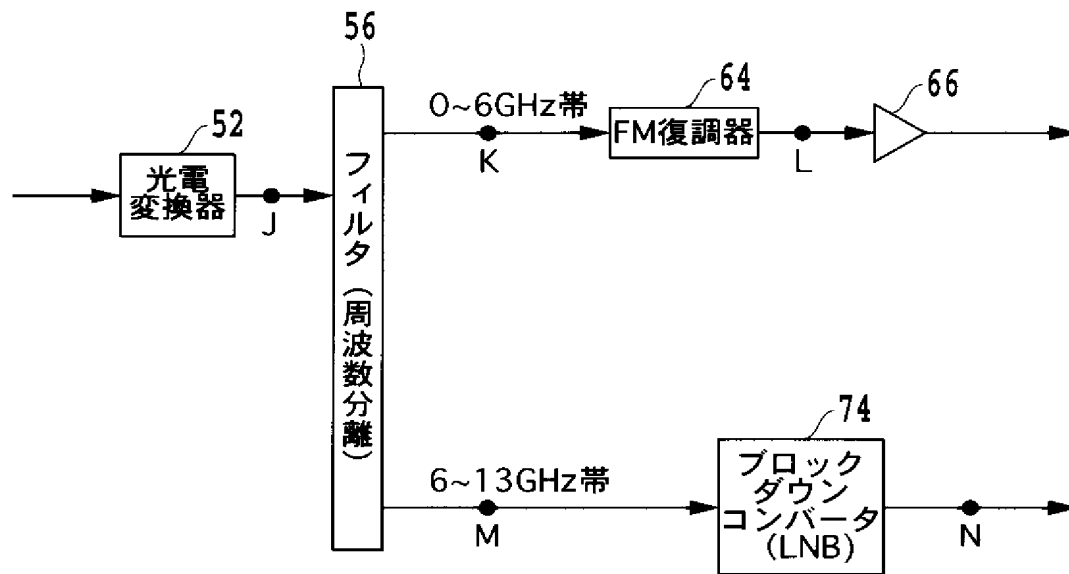 56
0~6GHz帯
64
66
52
FM復調器
K
L
光電
変換器
J
フィルタ（周波数分離）
74
6~13GHz帯
M
ブロック
ダウン
コンバータ
(LNB)
N